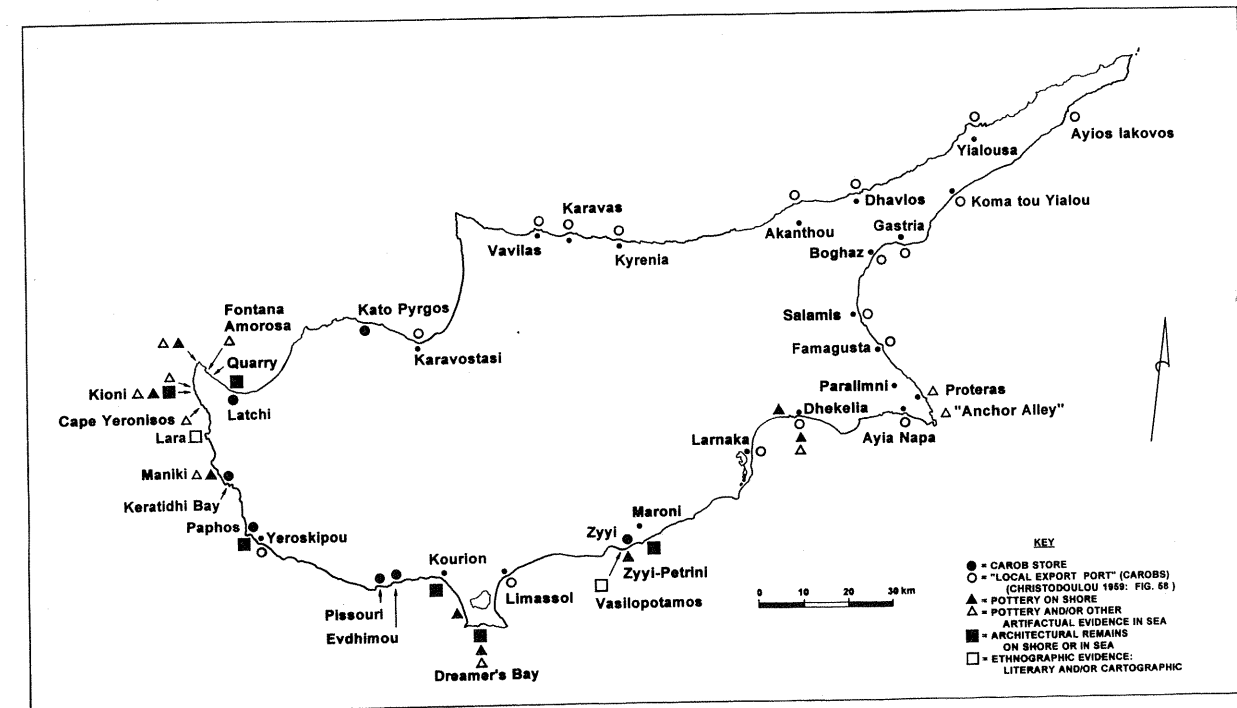 Ayios Iakovos
Yialousa
Dhavlos
Koma tou Yialou
Karavas
Akanthou
Gastria
Vavilas
Kyrenia
Boghaz
Fontana
Amorosa
Kato Pyrgos
Salamis
Quarry
Karavostasi
Famagusta
Kioni
Latchi
Paralimni
Proteras
Cape Yeronisos
Dhekelia
"Anchor Alley"
Lara
Larnaka
Ayia Napa
Maniki
Keratidhi Bay
Maroni
Paphos
Yeroskipou
Zyyi
Kourion
Zyyi-Petrini
Limassol
Vasilopotamos
Pissouri
Evdhimou
Dreamer's Bay
0 10 20 30 km
KEY
= CAROB STORE
= "LOCAL EXPORT PORT" (CAROBS)
(CHRISTODOULOU 1959: FIG. 58 )
= POTTERY ON SHORE
= POTTERY AND/OR OTHER
ARTIFACTUAL EVIDENCE IN SEA
= ARCHITECTURAL REMAINS
ON SHORE OR IN SEA
= ETHNOGRAPHIC EVIDENCE:
LITERARY AND/OR CARTOGRAPHIC